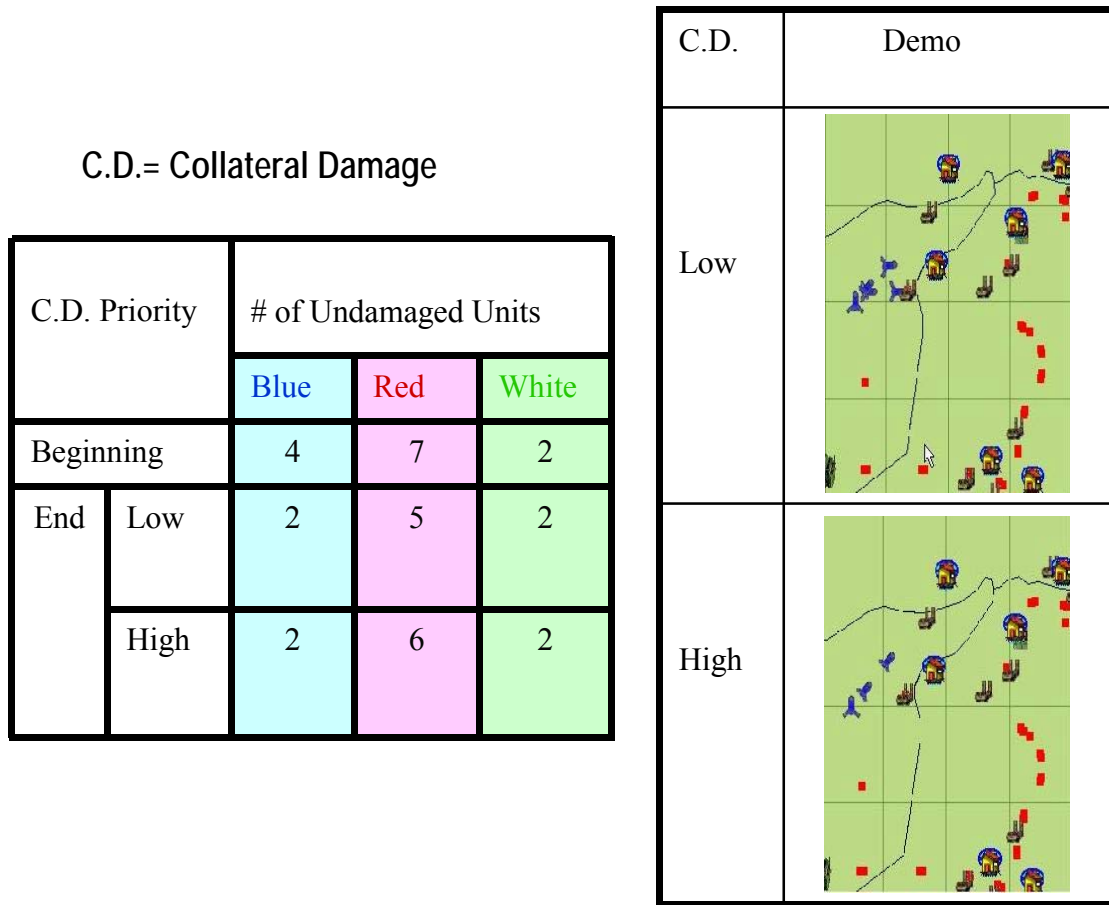 C.D.= Collateral Damage
C.D. Priority # of Undamaged Units
Blue Red White
Beginning 4 7 2
End Low 2 5 2
High 2 6 2
C.D. Demo
Low
High